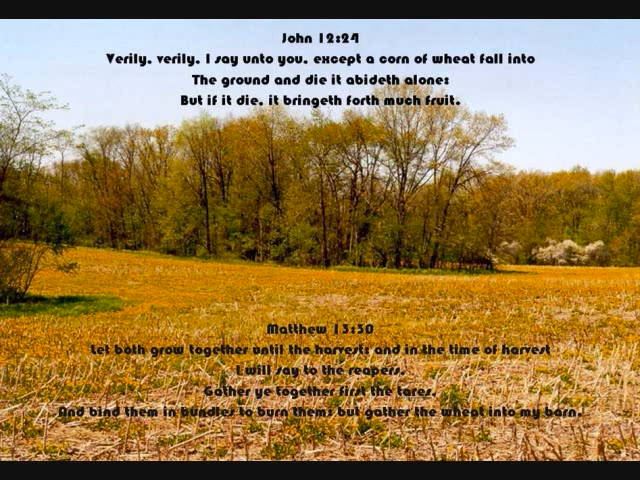 John 12:24
Verily, verily, I say unto you, except a corn of wheat fall into
The ground and die it abideth alone:
But if it die, it bringeth forth much fruit.
Matthew 13:30
Let both grow together until the harvest: and in the time of harvest
I will say to the reapers,
Gather ye together first the tares,
And bind them in bundles to burn them: but gather the wheat into my barn.